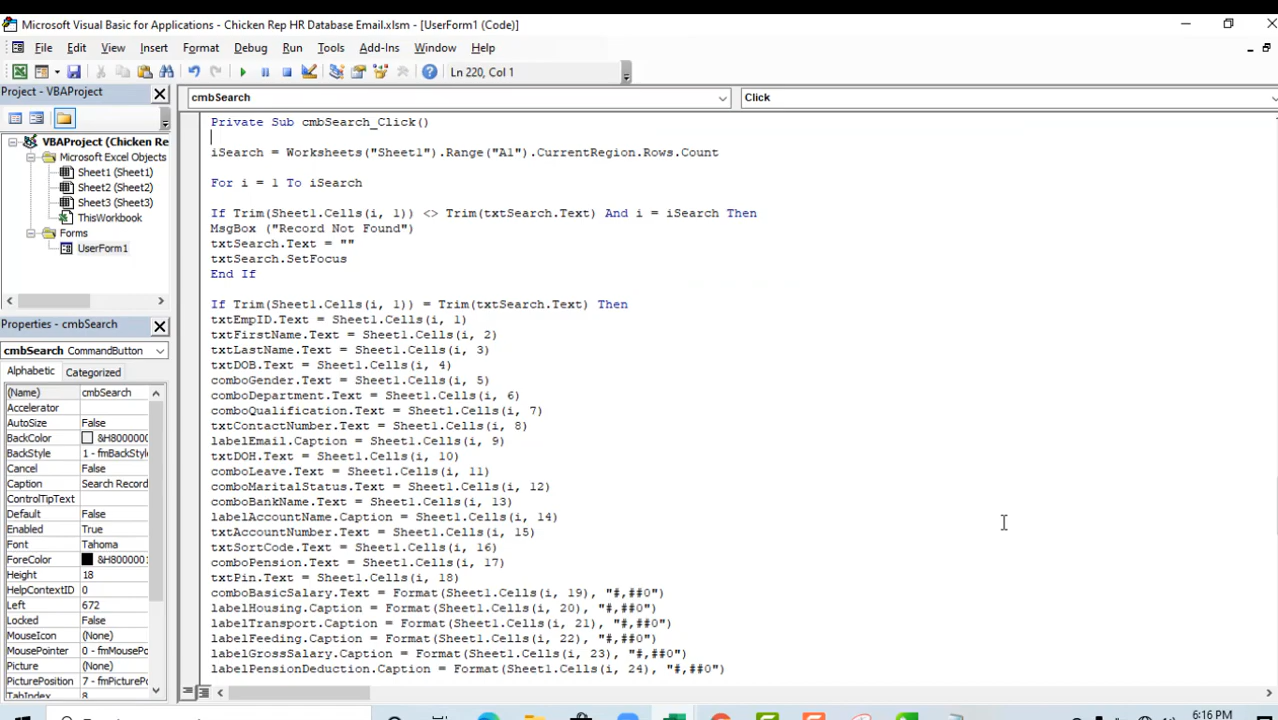 Microsoft Visual Basic for Applications - Chicken Rep HR Database Email.xlsm - [UserForm1 (Code)]
File Edit View Insert Format Debug Run Tools Add-Ins Window Help
Ln 220, Col 1
Project - VBAProject
VBAProject (Chicken Re
Microsoft Excel Objects
Sheet1 (Sheet1)
Sheet2 (Sheet2)
Sheet3 (Sheet3)
ThisWorkbook
Forms
UserForm1
Properties - cmbSearch
cmbSearch CommandButton
Alphabetic Categorized
(Name) cmbSearch
Accelerator
AutoSize False
BackColor &H8000000
BackStyle 1 - fmBackStyl
Cancel False
Caption Search Record
ControlTipText
Default False
Enabled True
Font Tahoma
ForeColor &H8000001
Height 18
HelpContextID 0
Left 672
Locked False
MouseIcon (None)
MousePointer 0 - fmMousePo
Picture (None)
PicturePosition 7 - fmPictureP
TabIndex 8
cmbSearch Click
Private Sub cmbSearch_Click()
iSearch = Worksheets("Sheet1").Range("A1").CurrentRegion.Rows.Count
For i = 1 To iSearch
If Trim(Sheet1.Cells(i, 1)) <> Trim(txtSearch.Text) And i = iSearch Then
MsgBox ("Record Not Found")
txtSearch.Text = ""
txtSearch.SetFocus
End If
If Trim(Sheet1.Cells(i, 1)) = Trim(txtSearch.Text) Then
txtEmpID.Text = Sheet1.Cells(i, 1)
txtFirstName.Text = Sheet1.Cells(i, 2)
txtLastName.Text = Sheet1.Cells(i, 3)
txtDOB.Text = Sheet1.Cells(i, 4)
comboGender.Text = Sheet1.Cells(i, 5)
comboDepartment.Text = Sheet1.Cells(i, 6)
comboQualification.Text = Sheet1.Cells(i, 7)
txtContactNumber.Text = Sheet1.Cells(i, 8)
labelEmail.Caption = Sheet1.Cells(i, 9)
txtDOH.Text = Sheet1.Cells(i, 10)
comboLeave.Text = Sheet1.Cells(i, 11)
comboMaritalStatus.Text = Sheet1.Cells(i, 12)
comboBankName.Text = Sheet1.Cells(i, 13)
labelAccountName.Caption = Sheet1.Cells(i, 14)
txtAccountNumber.Text = Sheet1.Cells(i, 15)
txtSortCode.Text = Sheet1.Cells(i, 16)
comboPension.Text = Sheet1.Cells(i, 17)
txtPin.Text = Sheet1.Cells(i, 18)
comboBasicSalary.Text = Format(Sheet1.Cells(i, 19), "#,##0")
labelHousing.Caption = Format(Sheet1.Cells(i, 20), "#,##0")
labelTransport.Caption = Format(Sheet1.Cells(i, 21), "#,##0")
labelFeeding.Caption = Format(Sheet1.Cells(i, 22), "#,##0")
labelGrossSalary.Caption = Format(Sheet1.Cells(i, 23), "#,##0")
labelPensionDeduction.Caption = Format(Sheet1.Cells(i, 24), "#,##0")
6:16 PM